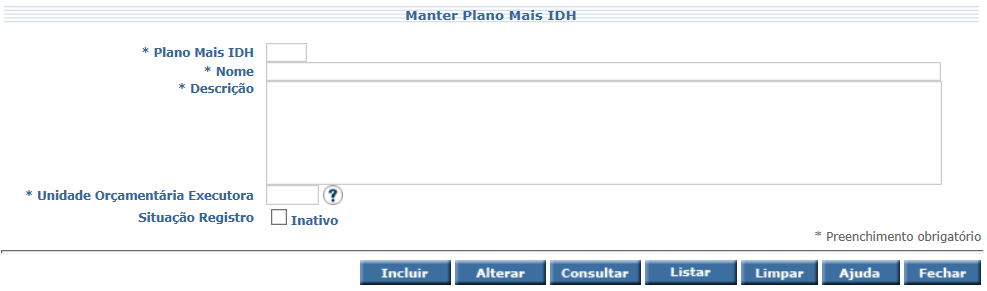 Manter Plano Mais IDH
* Plano Mais IDH
* Nome
* Descrição
* Unidade Orçamentária Executora ?
Situação Registro Inativo
* Preenchimento obrigatório
Incluir Alterar Consultar Listar Limpar Ajuda Fechar